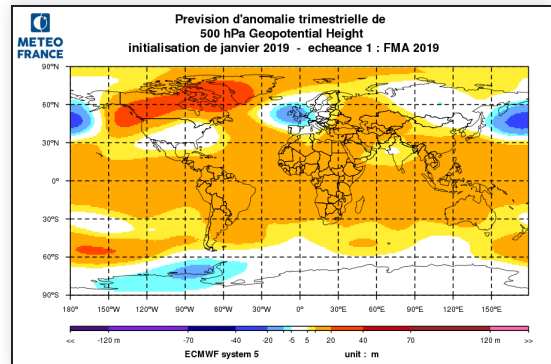 METEO
FRANCE
Prevision d'anomalie trimestrielle de
500 hPa Geopotential Height
initialisation de janvier 2019 - echeance 1 : FMA 2019
90°N
60°N
30°N
0°
30°S
60°S
90°S
180°W 150°W 120°W 90°W 60°W 30°W 0° 30°E 60°E 90°E 120°E 150°E
<< -120 m -70 -40 -20 -5 5 20 40 70 120 m >>
ECMWF system 5 unit : m